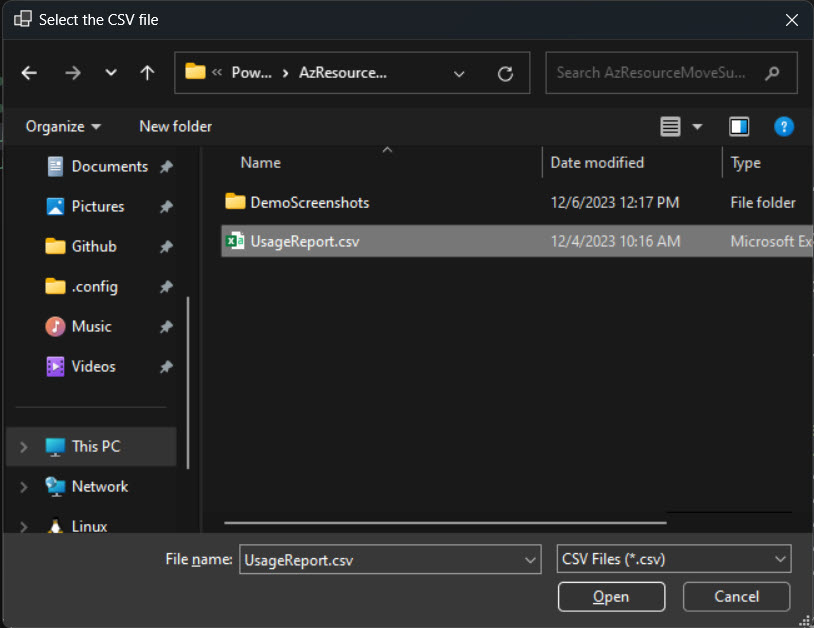 Select the CSV file
« Pow... › AzResource...
Search AzResourceMoveSu...
Organize
New folder
Name
Date modified
Type
Documents
Pictures
Github
.config
Music
Videos
This PC
Network
Linux
DemoScreenshots 12/6/2023 12:17 PM File folder
UsageReport.csv 12/4/2023 10:16 AM Microsoft Ex
File name: UsageReport.csv
CSV Files (*.csv)
Open
Cancel